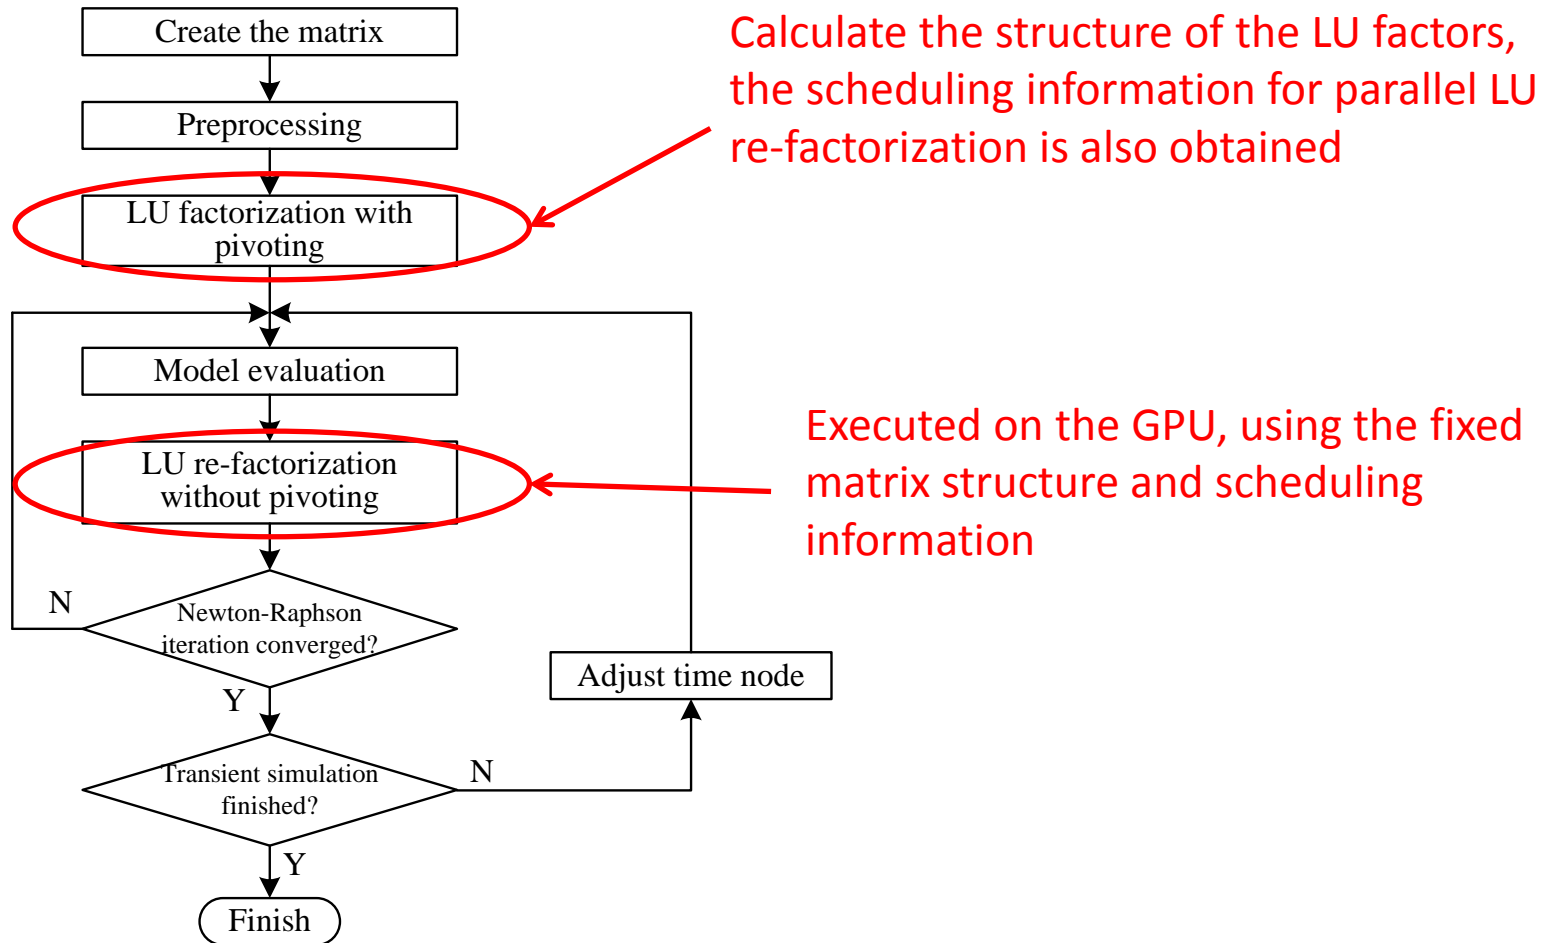 Create the matrix
Preprocessing
LU factorization with
pivoting
Calculate the structure of the LU factors,
the scheduling information for parallel LU
re-factorization is also obtained
Model evaluation
LU re-factorization
without pivoting
Executed on the GPU, using the fixed
matrix structure and scheduling
information
N
Newton-Raphson
iteration converged?
Y
Adjust time node
Transient simulation
finished?
N
Y
Finish